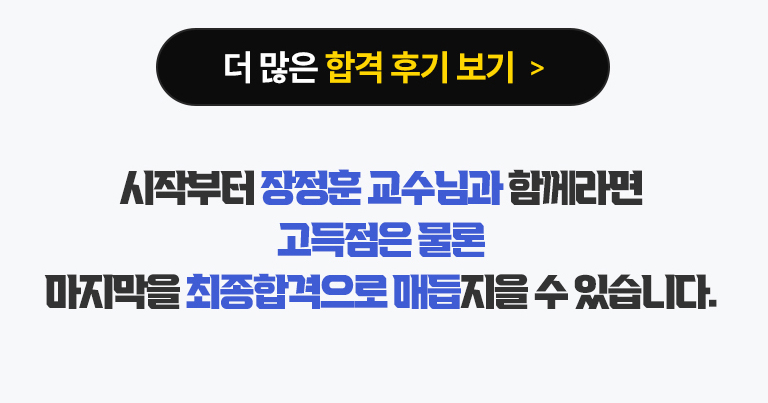 더 많은 합격 후기 보기 >
시작부터 장정훈 교수님과 함께라면
고득점은 물론
마지막을 최종합격으로 매듭지을 수 있습니다.